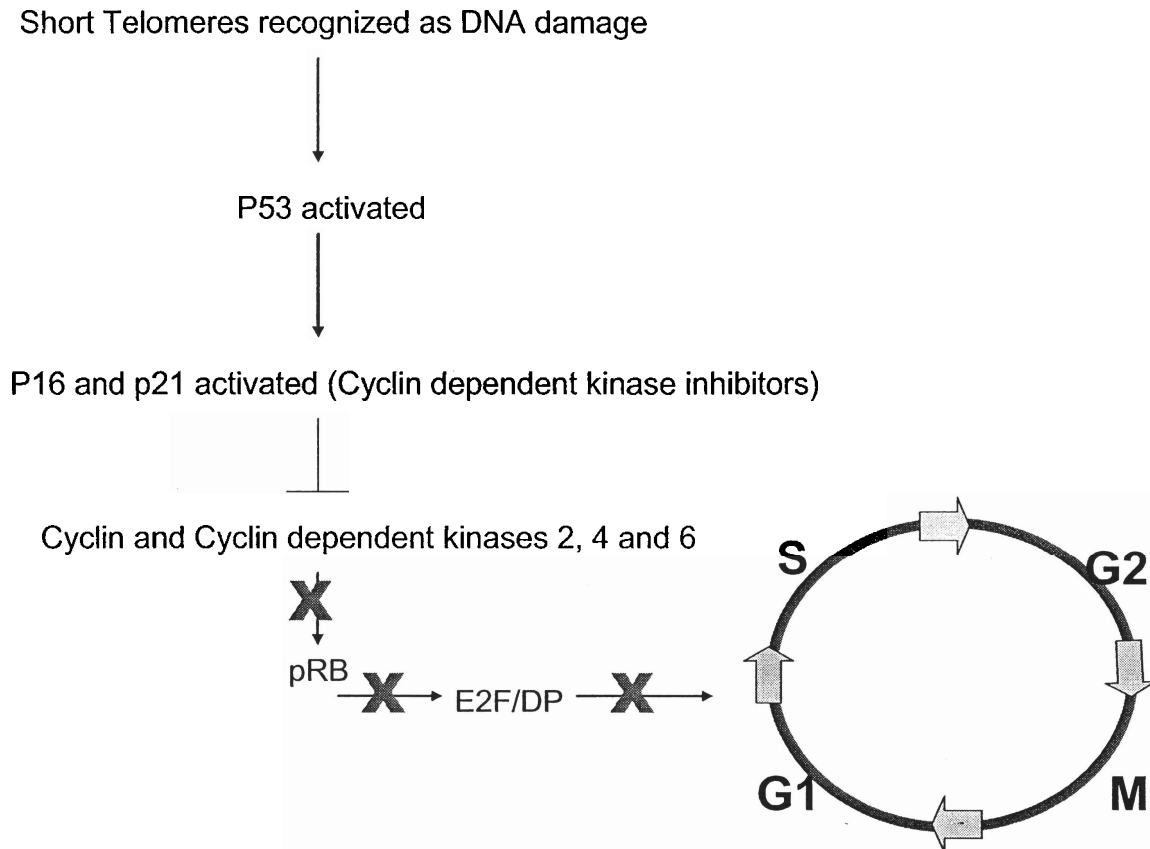 Short Telomeres recognized as DNA damage
P53 activated
P16 and p21 activated (Cyclin dependent kinase inhibitors)
Cyclin and Cyclin dependent kinases 2, 4 and 6
X
S
G2
pRB
X
E2F/DP
X
G1
M